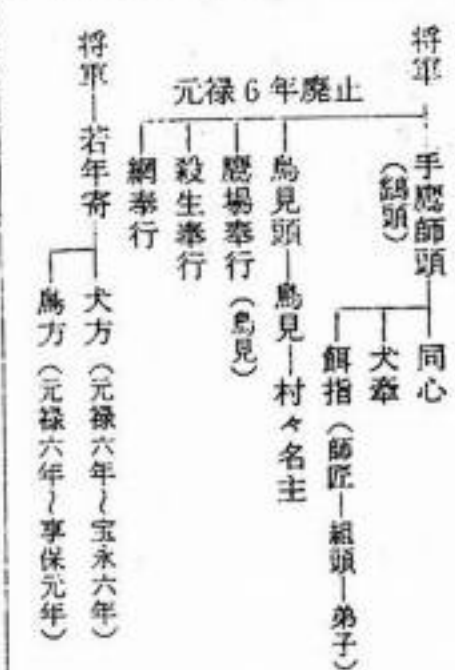 将軍
手鷹師頭
(鷂頭)
同心
犬牽
餌指(師匠―組頭―弟子)
元禄6年廃止
鳥見頭―鳥見―村々名主
鷹場奉行(鳥見)
殺生奉行
網奉行
将軍―若年寄
犬方(元禄六年~宝永六年)
鳥方(元禄六年~享保元年)